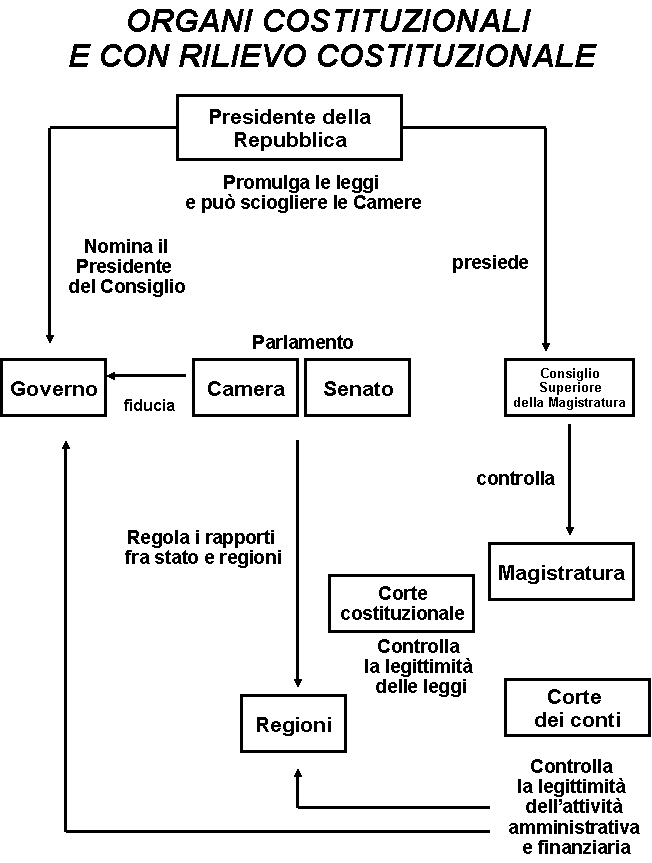 ORGANI COSTITUZIONALI
E CON RILIEVO COSTITUZIONALE
Presidente della
Repubblica
Promulga le leggi
e può sciogliere le Camere
Nomina il
Presidente
del Consiglio
presiede
Parlamento
Governo
fiducia
Camera
Senato
Consiglio
Superiore
della Magistratura
controlla
Regola i rapporti
fra stato e regioni
Magistratura
Corte
costituzionale
Controlla
la legittimità
delle leggi
Regioni
Corte
dei conti
Controlla
la legittimità
dell'attività
amministrativa
e finanziaria